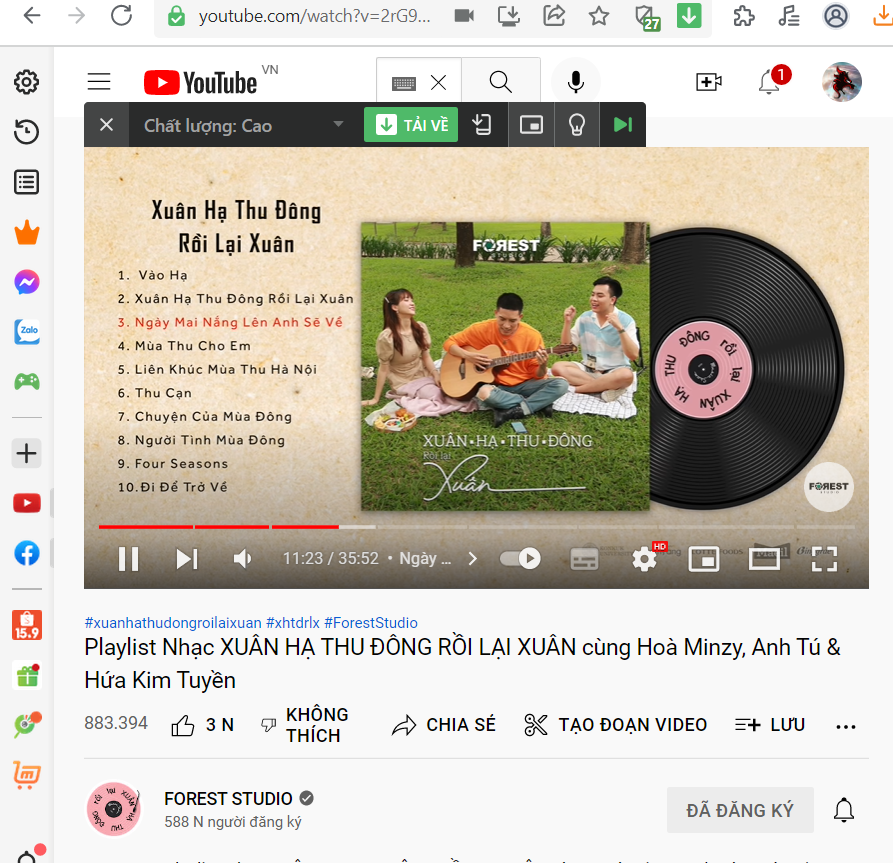 youtube.com/watch?v=2rG9...
27
YouTube
VN
1
Chất lượng: Cao
TẢI VỀ
Xuân Hạ Thu Đông
Rồi Lại Xuân
1. Vào Hạ
2. Xuân Hạ Thu Đông Rồi Lại Xuân
3. Ngày Mai Nắng Lên Anh Sẽ Về
4. Mùa Thu Cho Em
5. Liên Khúc Mùa Thu Hà Nội
6. Thu Cạn
7. Chuyện Của Mùa Đông
8. Người Tình Mùa Đông
9. Four Seasons
10.Đi Để Trở Về
FOREST
STUDIO
XUÂN•HẠ•THU•ĐÔNG
Rồi lại
Xuân
XUÂN HẠ THU ĐÔNG rồi lại
FOREST
STUDIO
11:23 / 35:52 • Ngày ...
HD
Zalo
15.9
#xuanhathudongroilaixuan #xhtdrlx #ForestStudio
Playlist Nhạc XUÂN HẠ THU ĐÔNG RỒI LẠI XUÂN cùng Hoà Minzy, Anh Tú &
Hứa Kim Tuyền
883.394
3 N
KHÔNG
THÍCH
CHIA SẺ
TẠO ĐOẠN VIDEO
LƯU
FOREST STUDIO
588 N người đăng ký
ĐÃ ĐĂNG KÝ